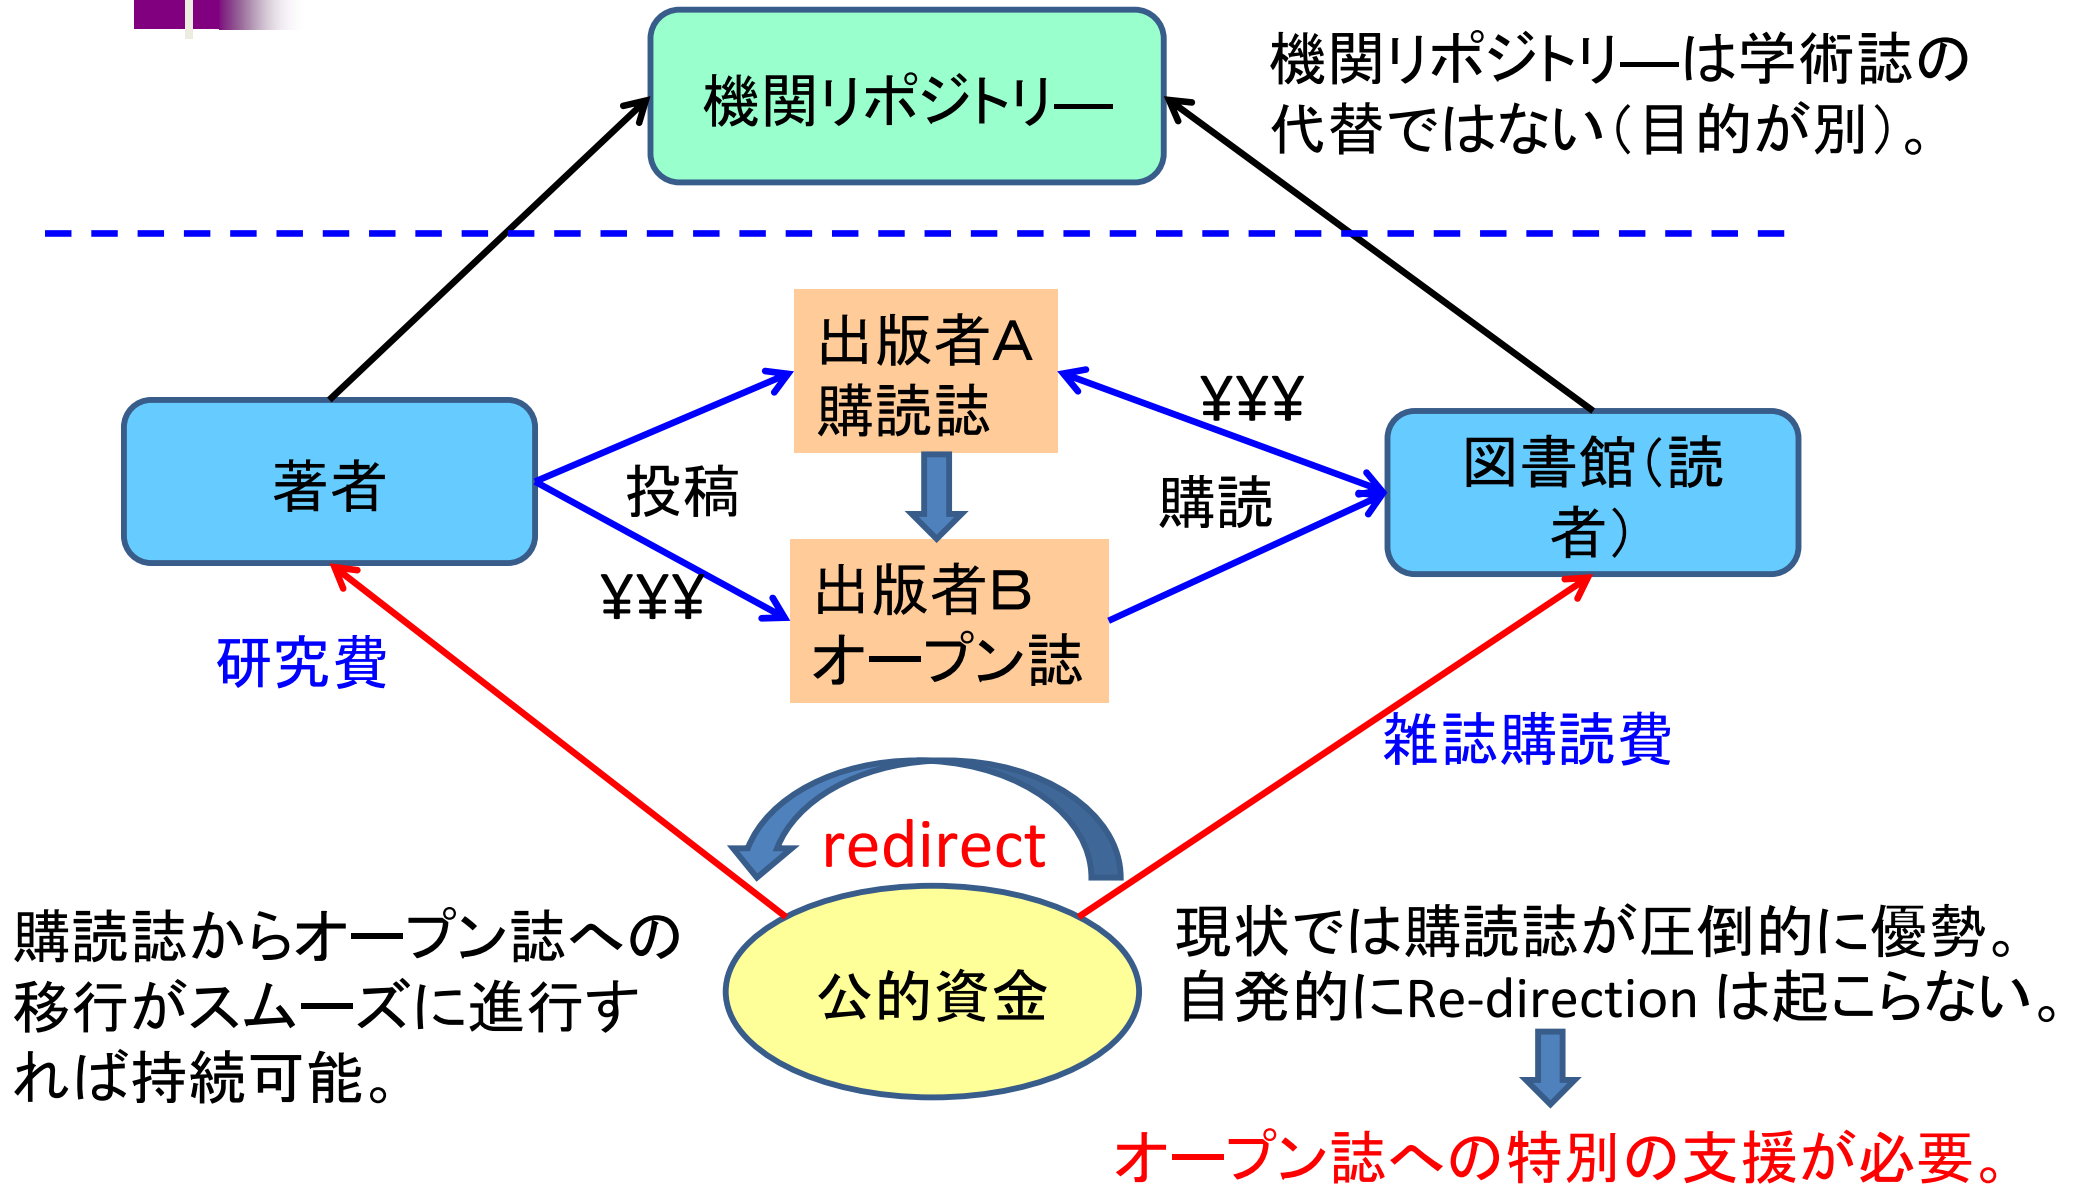 機関リポジトリ―
機関リポジトリ―は学術誌の
代替ではない（目的が別）。
出版者Ａ
購読誌
¥¥¥
著者
投稿
購読
図書館（読
者）
¥¥¥
出版者Ｂ
オープン誌
研究費
雑誌購読費
redirect
購読誌からオープン誌への
移行がスムーズに進行す
れば持続可能。
公的資金
現状では購読誌が圧倒的に優勢。
自発的にRe-direction は起こらない。
オープン誌への特別の支援が必要。